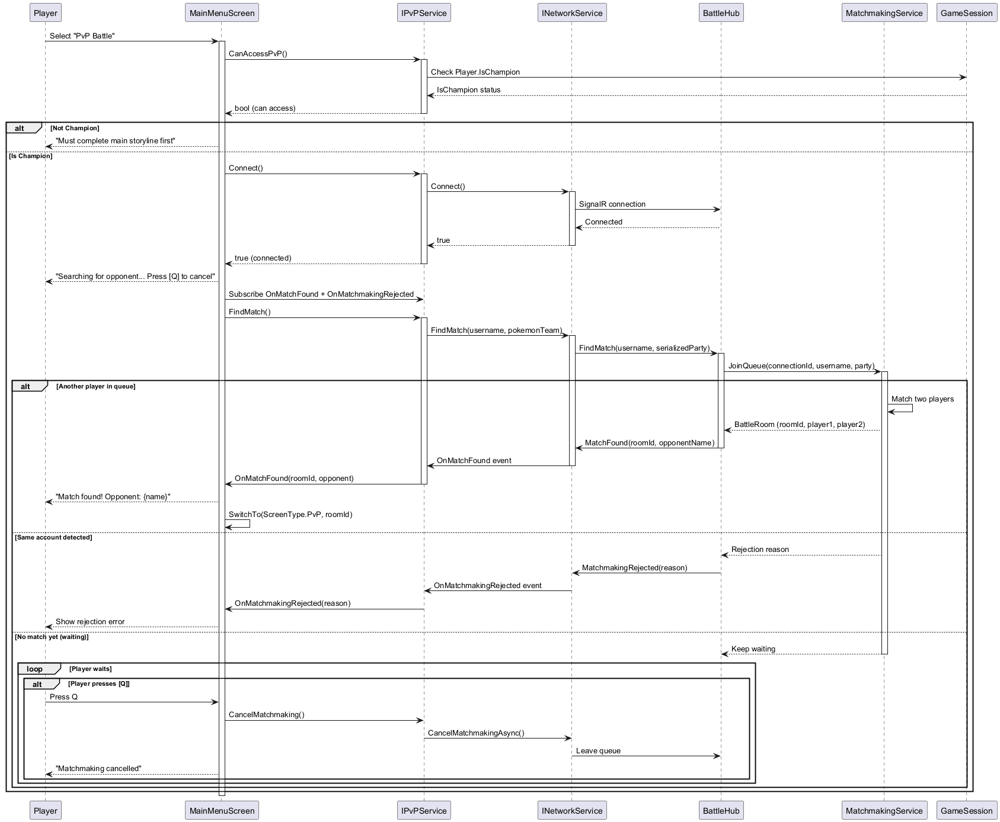 Player
MainMenuScreen
IPvPService
INetworkService
BattleHub
MatchmakingService
GameSession
Select "PvP Battle"
CanAccessPvP()
Check Player.IsChampion
IsChampion status
bool (can access)
alt
[Not Champion]
"Must complete main storyline first"
[Is Champion]
Connect()
Connect()
SignalR connection
Connected
true
true (connected)
"Searching for opponent... Press [Q] to cancel"
Subscribe OnMatchFound + OnMatchmakingRejected
FindMatch()
FindMatch(username, pokemonTeam)
FindMatch(username, serializedParty)
JoinQueue(connectionId, username, party)
alt
[Another player in queue]
Match two players
BattleRoom (roomId, player1, player2)
MatchFound(roomId, opponentName)
OnMatchFound event
OnMatchFound(roomId, opponent)
"Match found! Opponent: {name}"
SwitchTo(ScreenType.PvP, roomId)
[Same account detected]
Rejection reason
MatchmakingRejected(reason)
OnMatchmakingRejected event
OnMatchmakingRejected(reason)
Show rejection error
[No match yet (waiting)]
Keep waiting
loop
[Player waits]
alt
[Player presses [Q]]
Press Q
CancelMatchmaking()
CancelMatchmakingAsync()
Leave queue
"Matchmaking cancelled"
Player
MainMenuScreen
IPvPService
INetworkService
BattleHub
MatchmakingService
GameSession